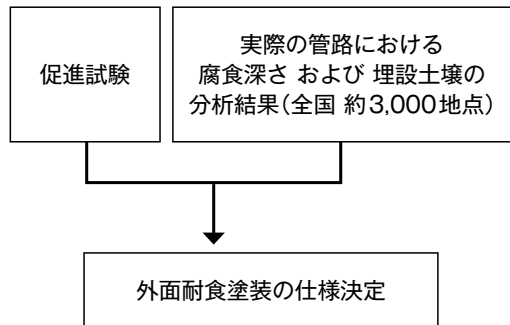 促進試験
実際の管路における
腐食深さ および 埋設土壌の
分析結果（全国 約3,000地点）
外面耐食塗装の仕様決定